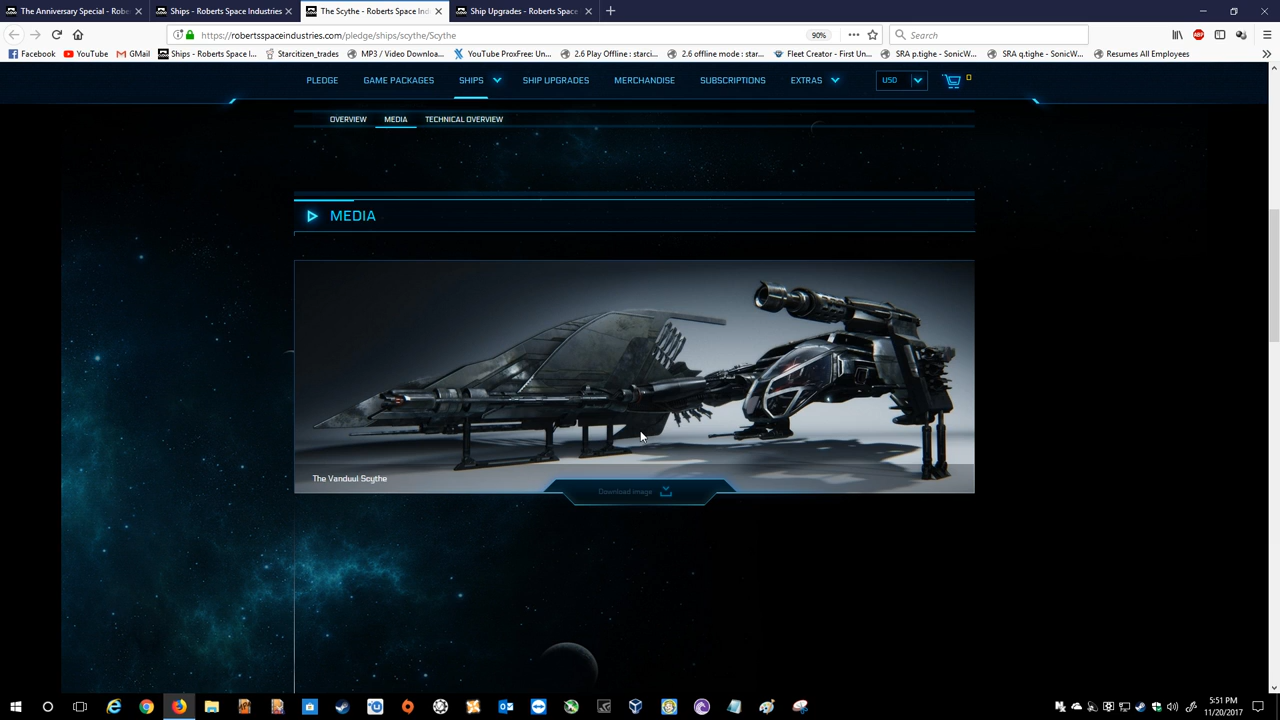 The Anniversary Special - Rober
Ships - Roberts Space Industries
The Scythe - Roberts Space Ind
Ship Upgrades - Roberts Space
https://robertsspaceindustries.com/pledge/ships/scythe/Scythe
90%
Search
Facebook
YouTube
GMail
Ships - Roberts Space I...
Starcitizen_trades
MP3 / Video Downloa...
YouTube ProxFree: Un...
2.6 Play Offline : starci...
2.6 offline mode : star...
Fleet Creator - First Un...
SRA p.tighe - SonicW...
SRA q.tighe - SonicW...
Resumes All Employees
PLEDGE
GAME PACKAGES
SHIPS
SHIP UPGRADES
MERCHANDISE
SUBSCRIPTIONS
EXTRAS
USD
0
OVERVIEW
MEDIA
TECHNICAL OVERVIEW
MEDIA
The Vanduul Scythe
Download image
5:51 PM
11/20/2017